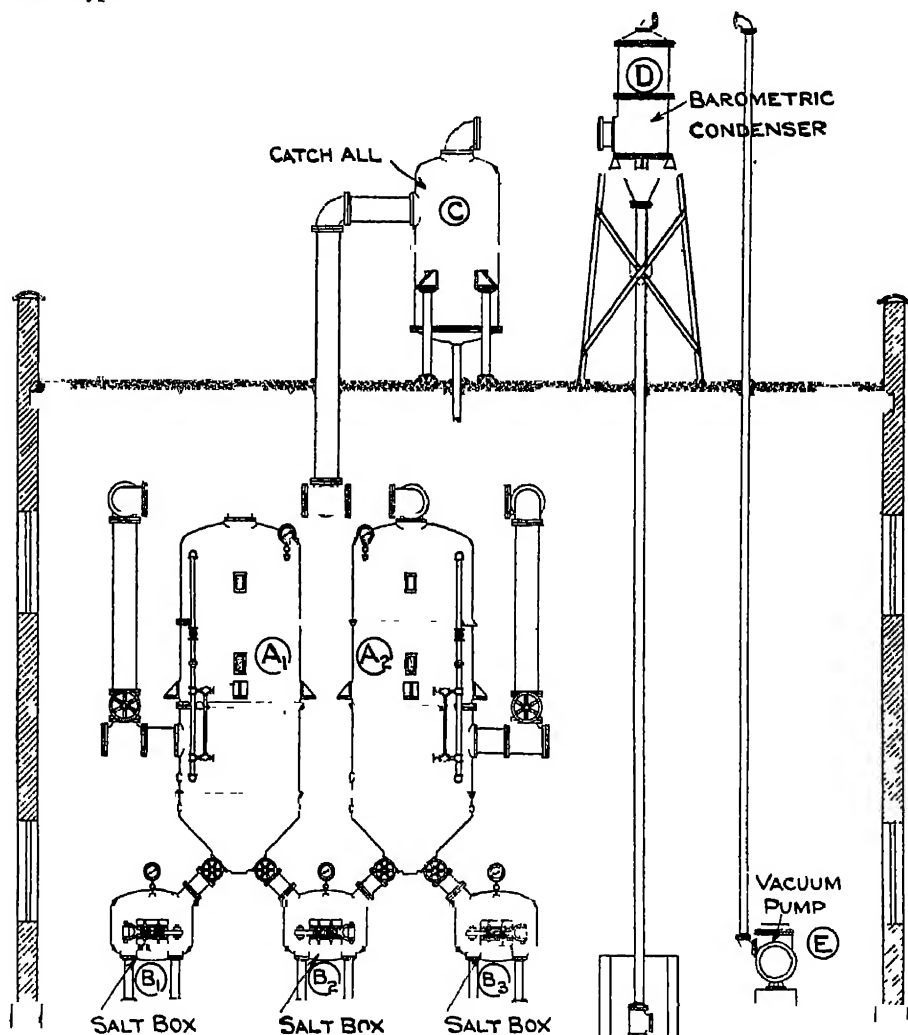 D
BAROMETRIC
CONDENSER
CATCH ALL
C
A1
A2
VACUUM
PUMP
E
B1
B2
B3
SALT BOX
SALT BOX
SALT BOX